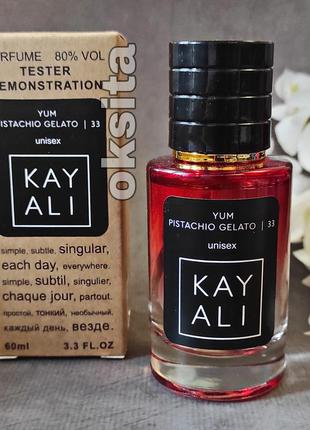 RFUME 80% VOL
TESTER
EMONSTRATION
YUM
PISTACHIO GELATO | 33
unisex
KAY
ALI
simple, subtle, singular,
each day, everywhere.
simple, subtil, singulier,
chaque jour, partout.
простой, тонкий, необычный,
каждый день, везде.
60ml 3.3 FL.OZ
oksita
YUM
PISTACHIO GELATO | 33
unisex
KAY
ALI